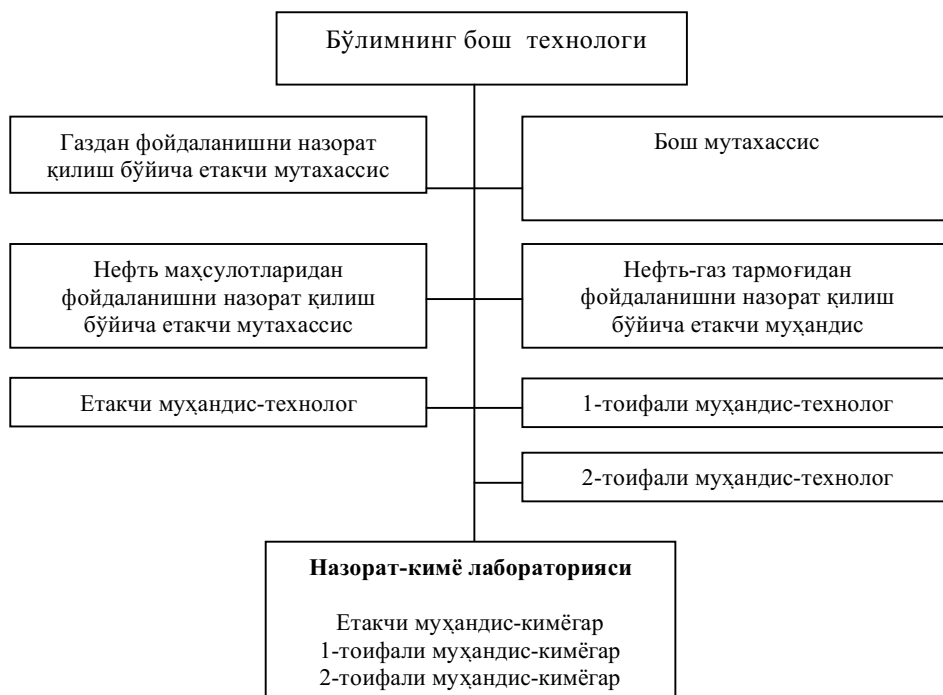 Бўлимнинг бош технологи
Газдан фойдаланишни назорат
қилиш бўйича етакчи мутахассис
Бош мутахассис
Нефть маҳсулотларидан
фойдаланишни назорат қилиш
бўйича етакчи мутахассис
Нефть-газ тармоғидан
фойдаланишни назорат қилиш
бўйича етакчи муҳандис
Етакчи муҳандис-технолог
1-тоифали муҳандис-технолог
2-тоифали муҳандис-технолог
Назорат-кимё лабораторияси
Етакчи муҳандис-кимёгар
1-тоифали муҳандис-кимёгар
2-тоифали муҳандис-кимёгар